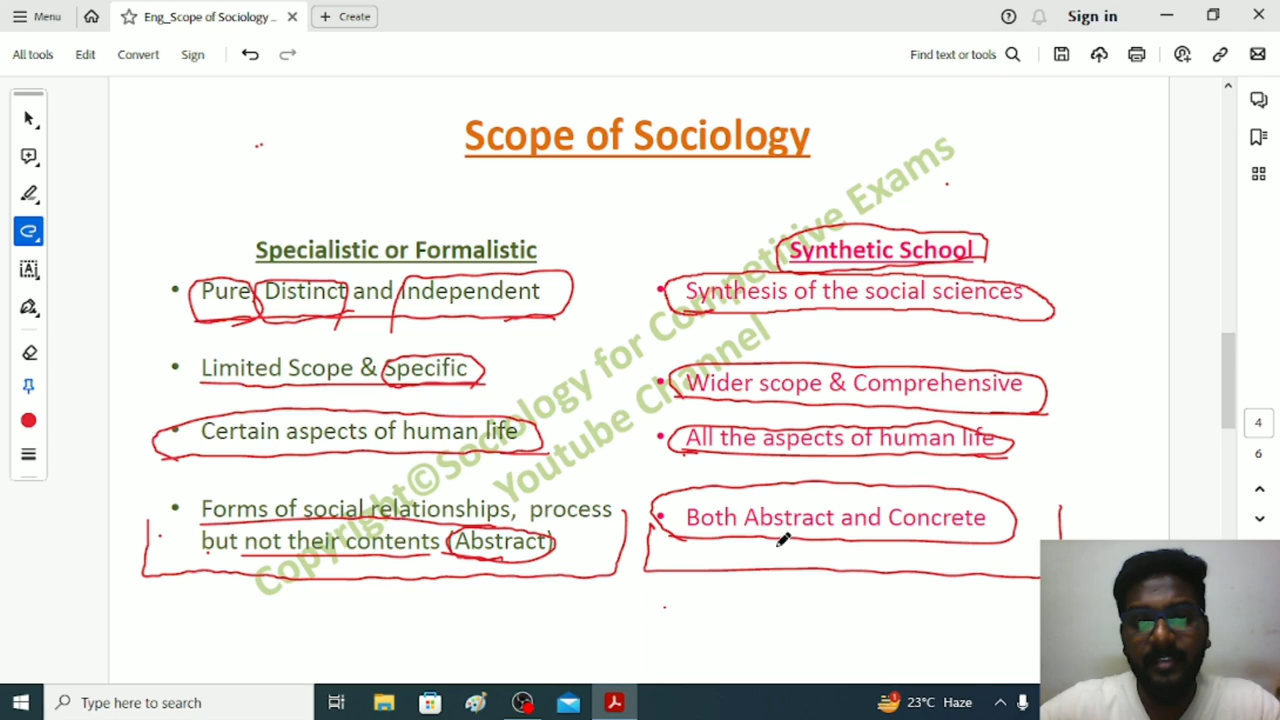 Menu
Eng_Scope of Sociology ...
Create
Sign in
All tools
Edit
Convert
Sign
Find text or tools
Scope of Sociology
Specialistic or Formalistic
• Pure, Distinct and Independent
• Limited Scope & Specific
• Certain aspects of human life
• Forms of social relationships, process
but not their contents (Abstract)
Synthetic School
• Synthesis of the social sciences
• Wider scope & Comprehensive
• All the aspects of human life
• Both Abstract and Concrete
Copyright©Sociology for Competitive Exams
Youtube Channel
4
6
Type here to search
1
23°C Haze